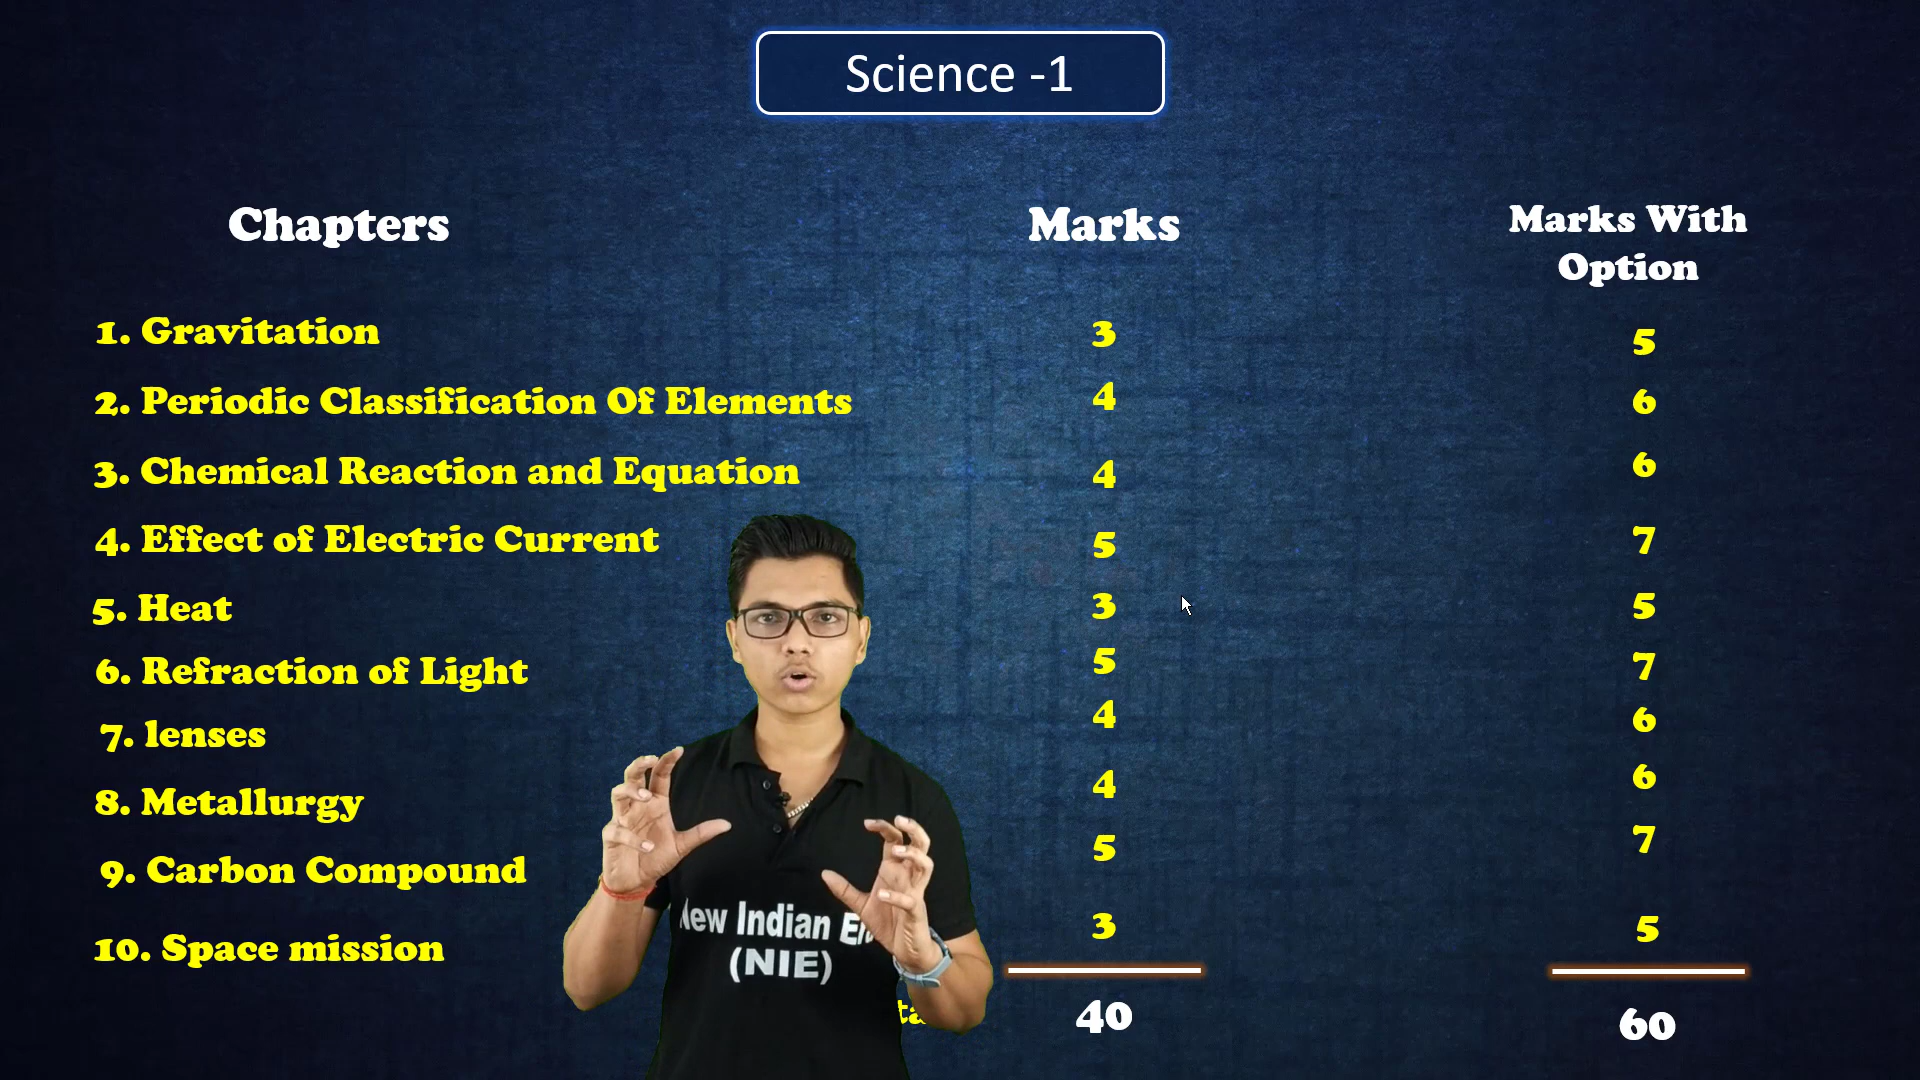 Science -1
Chapters Marks Marks With
Option
1. Gravitation 3 5
2. Periodic Classification Of Elements 4 6
3. Chemical Reaction and Equation 4 6
4. Effect of Electric Current 5 7
5. Heat 3 5
6. Refraction of Light 5 7
7. lenses 4 6
8. Metallurgy 4 6
9. Carbon Compound 5 7
10. Space mission 3 5
40 60
New Indian
(NIE)